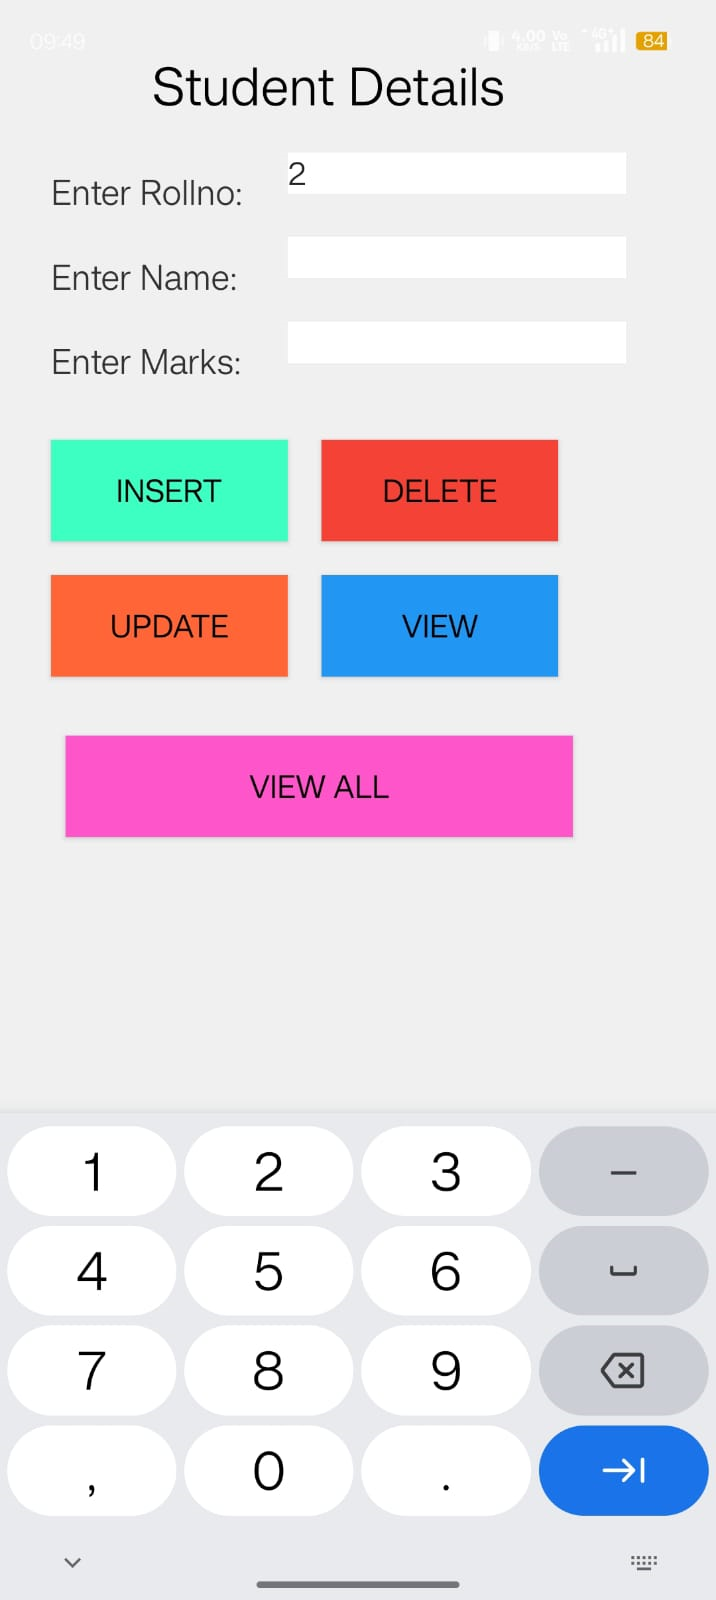 09:49 4.00 KB/S Vo LTE 4G+ 84
Student Details
Enter Rollno: 2
Enter Name:
Enter Marks:
INSERT DELETE
UPDATE VIEW
VIEW ALL
1 2 3 –
4 5 6
7 8 9
, 0 .